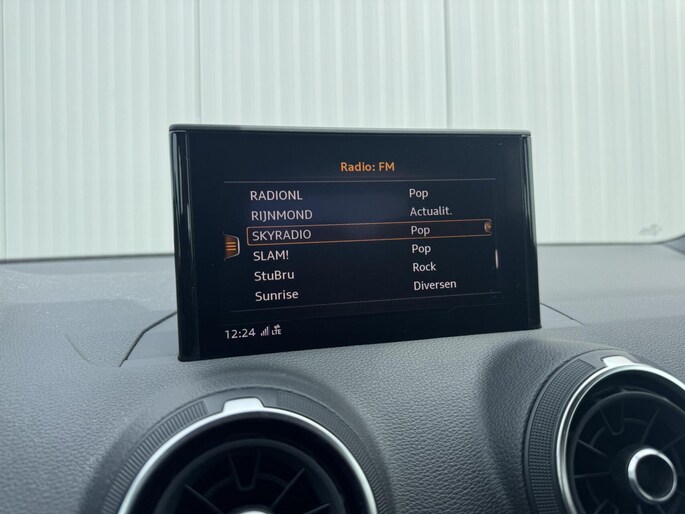 Radio: FM
RADIONL Pop
RIJNMOND Actualit.
SKYRADIO Pop
SLAM! Pop
StuBru Rock
Sunrise Diversen
12:24 LTE